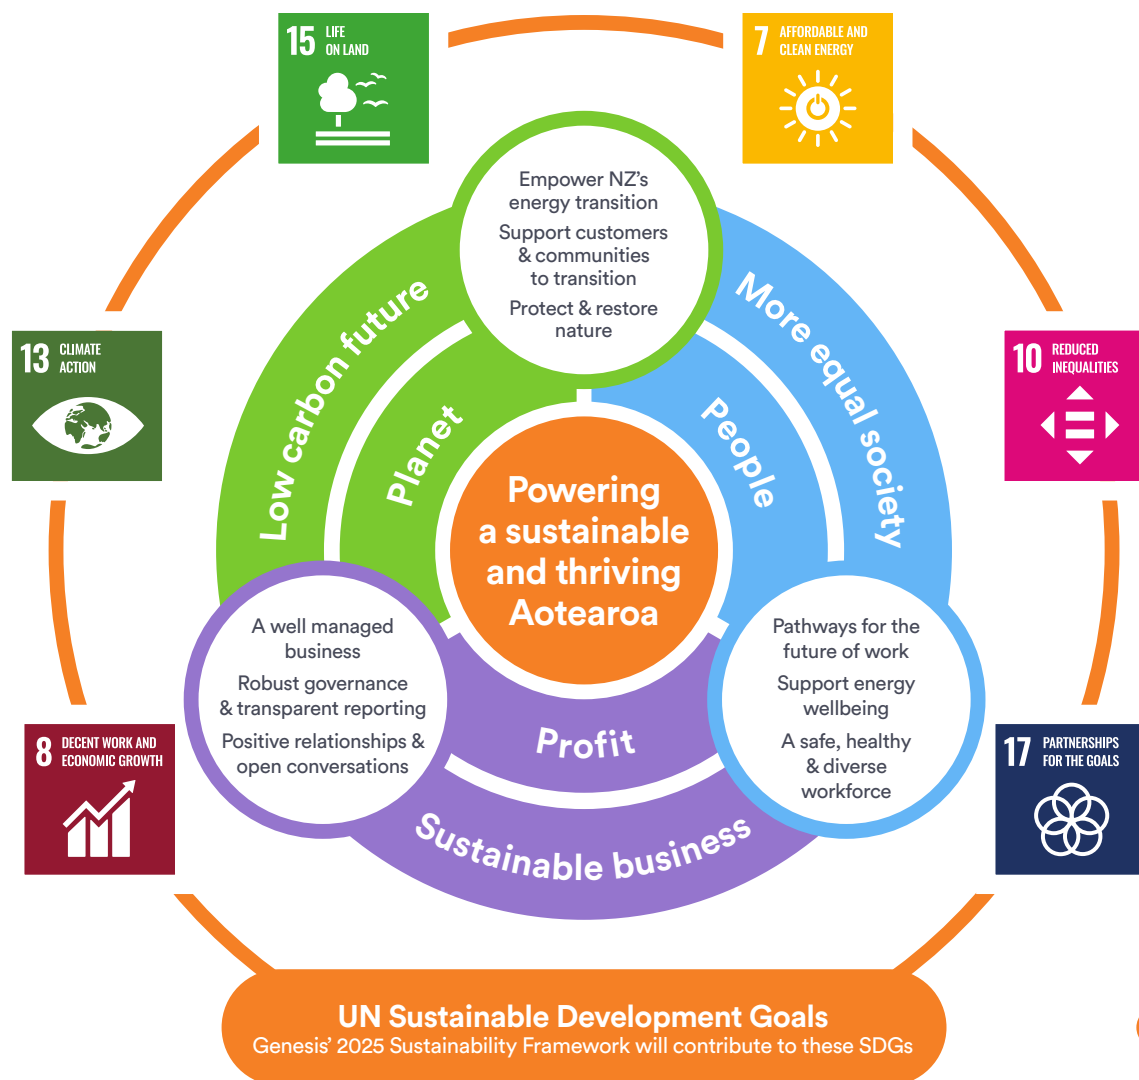 15 LIFE
ON LAND
7 AFFORDABLE AND
CLEAN ENERGY
Empower NZ's
energy transition
Support customers
& communities
to transition
Protect & restore
nature
Low carbon future
More equal society
13 CLIMATE
ACTION
10 REDUCED
INEQUALITIES
Planet
People
Powering
a sustainable
and thriving
Aotearoa
A well managed
business
Robust governance
& transparent reporting
Positive relationships &
open conversations
Pathways for the
future of work
Support energy
wellbeing
A safe, healthy
& diverse
workforce
Profit
Sustainable business
8 DECENT WORK AND
ECONOMIC GROWTH
17 PARTNERSHIPS
FOR THE GOALS
UN Sustainable Development Goals
Genesis' 2025 Sustainability Framework will contribute to these SDGs